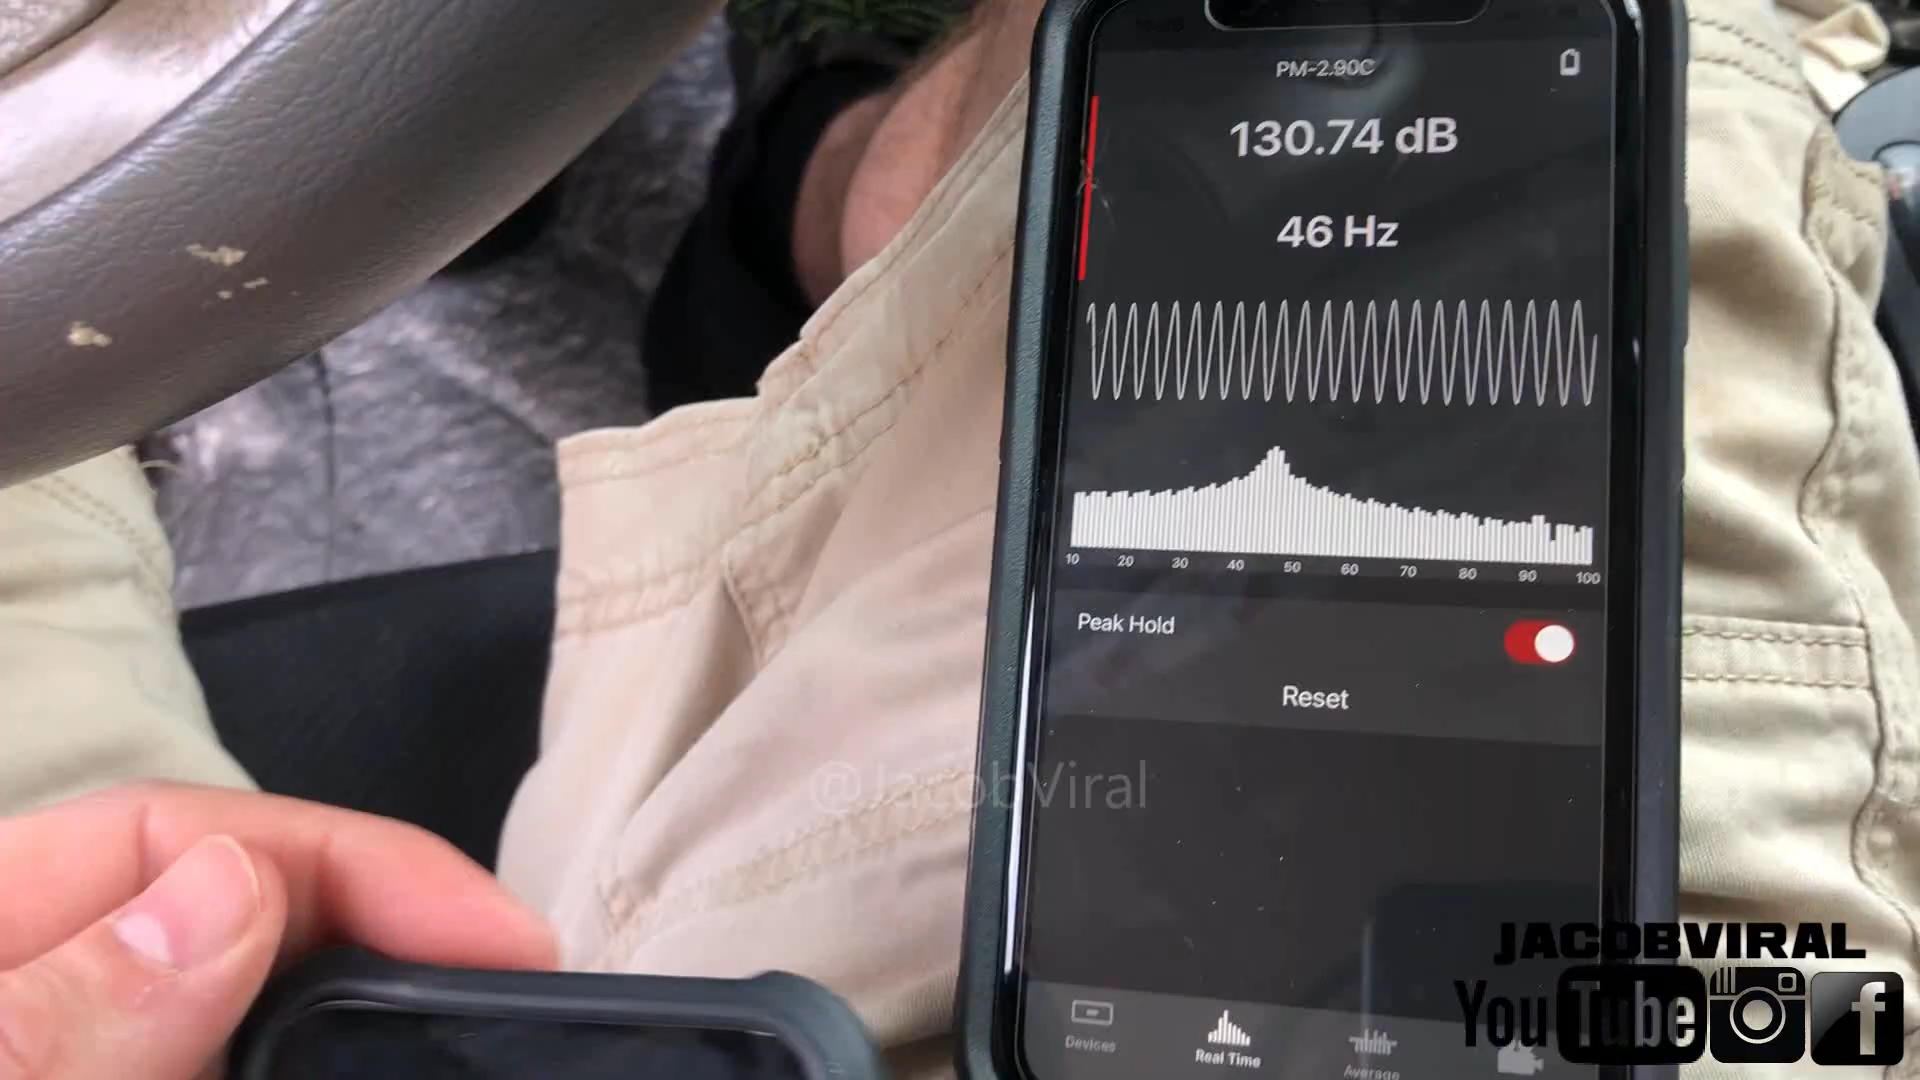 PM-2.90C
130.74 dB
46 Hz
10 20 30 40 50 60 70 80 90 100
Peak Hold
Reset
@JacobViral
JACOBVIRAL
YouTube f
Devices
Real Time
Average